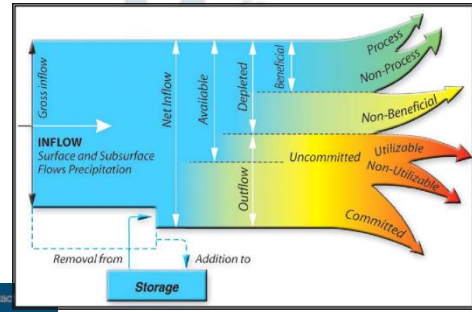 Gross inflow
INFLOW
Surface and Subsurface
Flows Precipitation
Net Inflow
Available
Depleted
Beneficial
Outflow
Uncommitted
Process
Non-Process
Non-Beneficial
Utilizable
Non-Utilizable
Committed
Removal from
Addition to
Storage